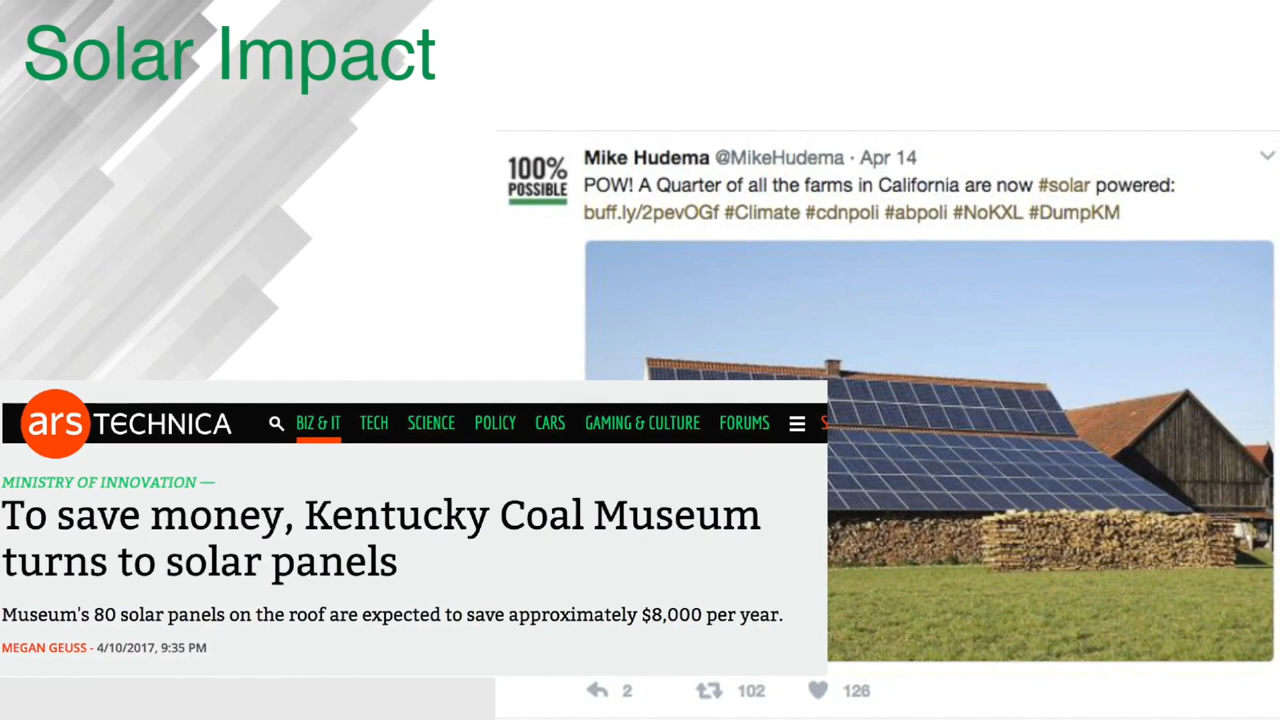 Solar Impact
100%
POSSIBLE
Mike Hudema @MikeHudema · Apr 14
POW! A Quarter of all the farms in California are now #solar powered:
buff.ly/2pevOGf #Climate #cdnpoli #abpoli #NoKXL #DumpKM
ars TECHNICA BIZ & IT TECH SCIENCE POLICY CARS GAMING & CULTURE FORUMS
MINISTRY OF INNOVATION —
To save money, Kentucky Coal Museum
turns to solar panels
Museum's 80 solar panels on the roof are expected to save approximately $8,000 per year.
MEGAN GEUSS - 4/10/2017, 9:35 PM
2 102 126